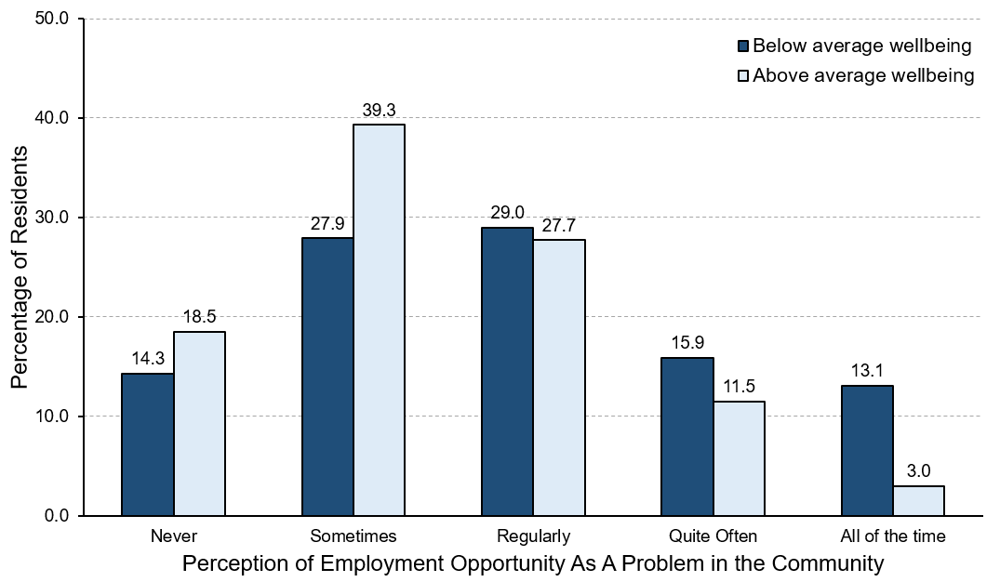 50.0
40.0
30.0
20.0
10.0
0.0
Percentage of Residents
Below average wellbeing
Above average wellbeing
14.3
18.5
27.9
39.3
29.0
27.7
15.9
11.5
13.1
3.0
Never
Sometimes
Regularly
Quite Often
All of the time
Perception of Employment Opportunity As A Problem in the Community